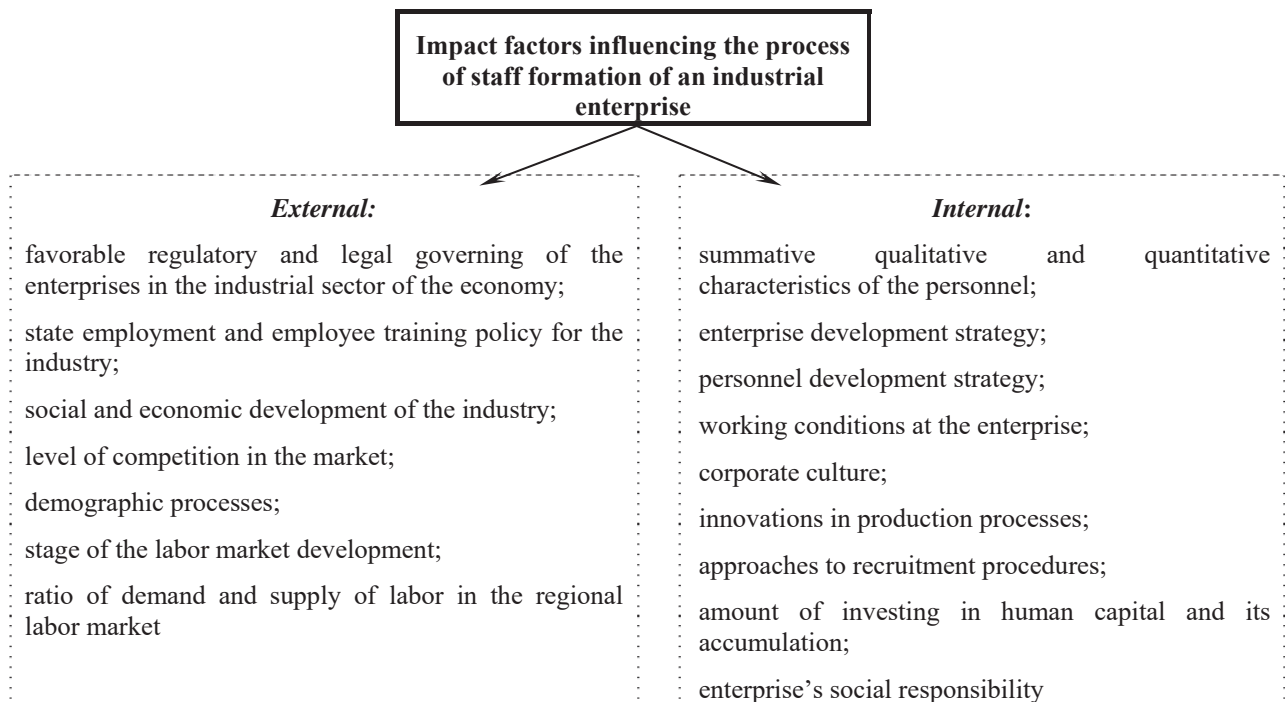 Impact factors influencing the process
of staff formation of an industrial
enterprise
External:
favorable regulatory and legal governing of the
enterprises in the industrial sector of the economy;
state employment and employee training policy for the
industry;
social and economic development of the industry;
level of competition in the market;
demographic processes;
stage of the labor market development;
ratio of demand and supply of labor in the regional
labor market
Internal:
summative qualitative and quantitative
characteristics of the personnel;
enterprise development strategy;
personnel development strategy;
working conditions at the enterprise;
corporate culture;
innovations in production processes;
approaches to recruitment procedures;
amount of investing in human capital and its
accumulation;
enterprise’s social responsibility